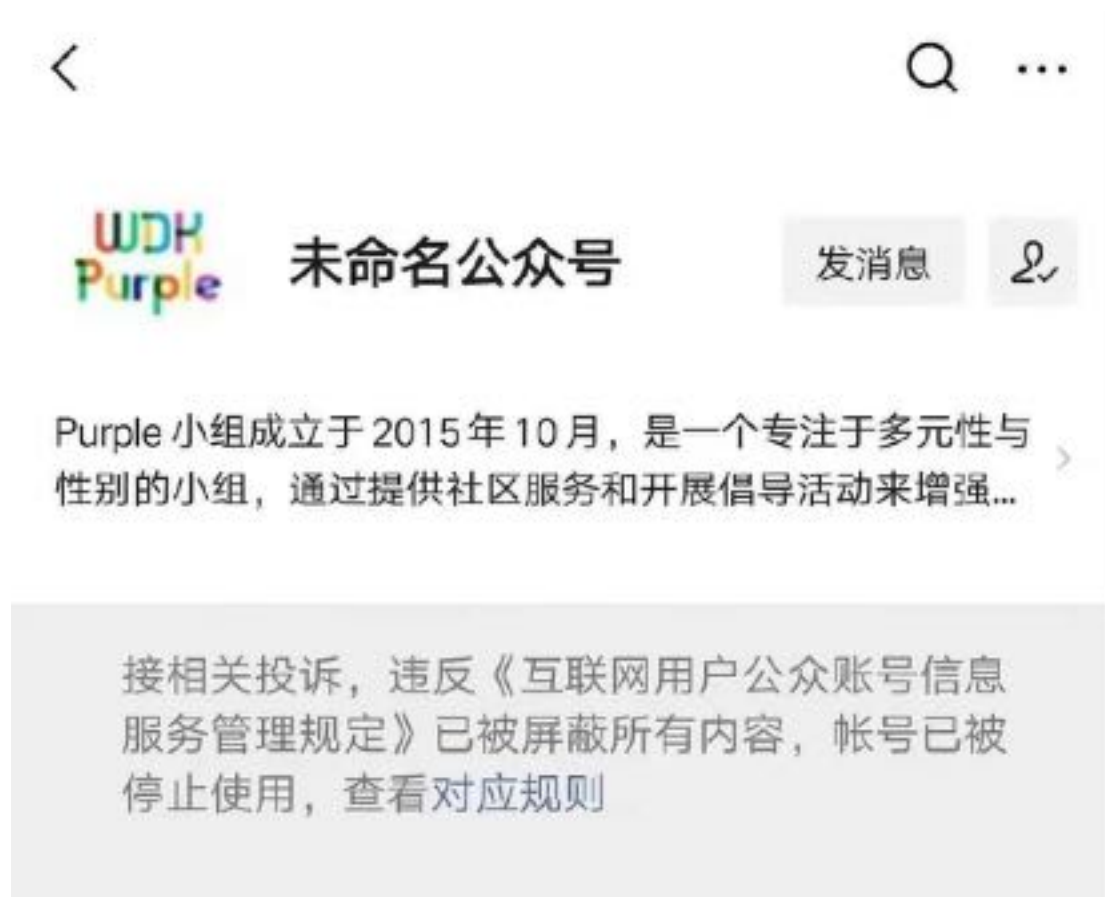 WDH
Purple
未命名公众号
发消息
Purple 小组成立于 2015 年 10 月，是一个专注于多元性与
性别的小组，通过提供社区服务和开展倡导活动来增强...
接相关投诉，违反《互联网用户公众账号信息
服务管理规定》已被屏蔽所有内容，帐号已被
停止使用，查看对应规则